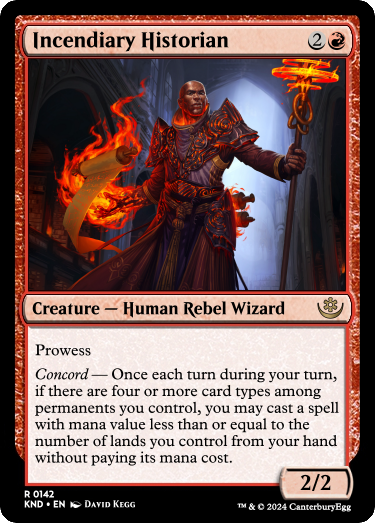 Incendiary Historian 2
Creature — Human Rebel Wizard
Prowess
Concord — Once each turn during your turn,
if there are four or more card types among
permanents you control, you may cast a spell
with mana value less than or equal to the
number of lands you control from your hand
without paying its mana cost.
2/2
R 0142
KND • EN David Kegg ™ & © 2024 CanterburyEgg